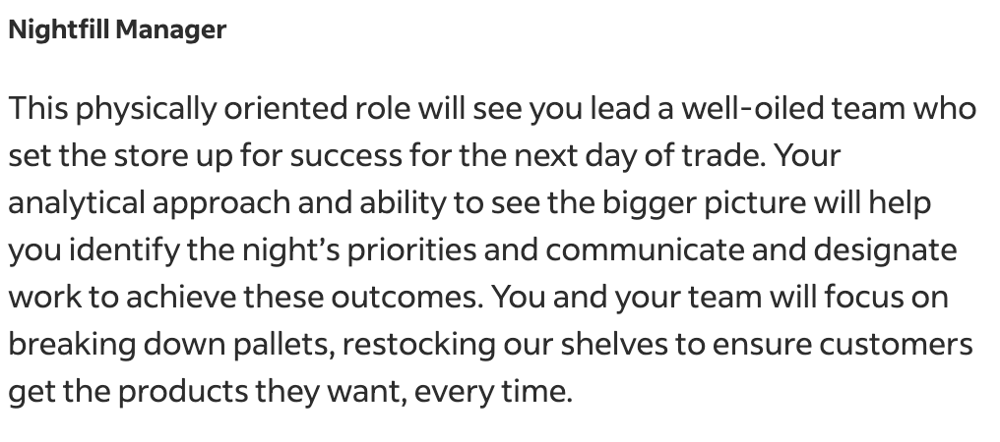 Nightfill Manager
This physically oriented role will see you lead a well-oiled team who
set the store up for success for the next day of trade. Your
analytical approach and ability to see the bigger picture will help
you identify the night’s priorities and communicate and designate
work to achieve these outcomes. You and your team will focus on
breaking down pallets, restocking our shelves to ensure customers
get the products they want, every time.